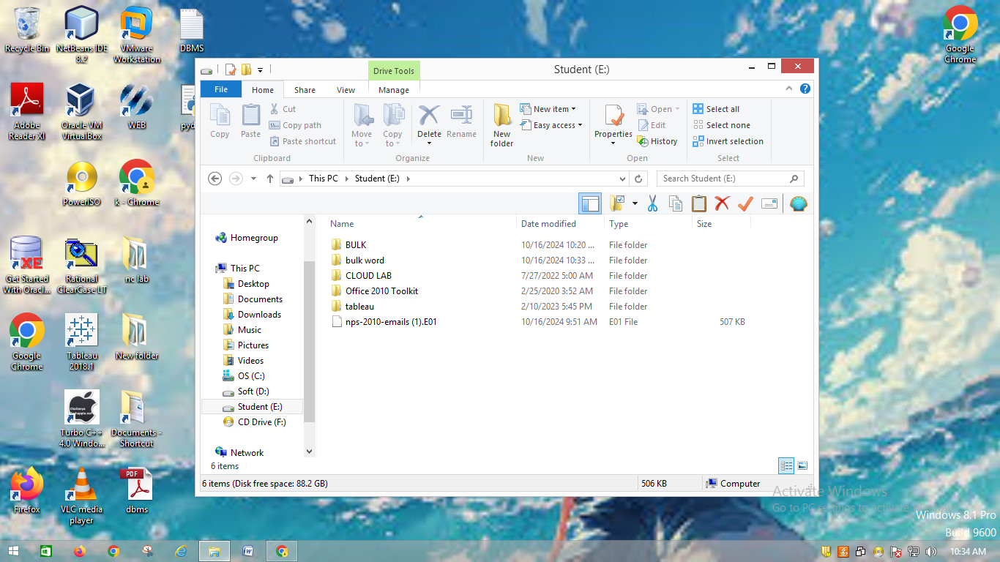 Recycle Bin
NetBeans IDE 8.2
VMware Workstation
DBMS
Google Chrome
Adobe Reader XI
Oracle VM VirtualBox
WEB
pyd
PowerISO
k - Chrome
Get Started With Oracl...
Rational ClearCase LT
nc lab
Google Chrome
Tableau 2018.1
New folder
Turbo C++ 4.0 Windo...
Documents - Shortcut
Firefox
VLC media player
PDF
dbms
Drive Tools
Student (E:)
File
Home
Share
View
Manage
Copy
Paste
Cut
Copy path
Paste shortcut
Clipboard
Move to
Copy to
Delete
Rename
Organize
New folder
New item
Easy access
New
Properties
Open
Edit
History
Open
Select all
Select none
Invert selection
Select
This PC
Student (E:)
Search Student (E:)
Homegroup
This PC
Desktop
Documents
Downloads
Music
Pictures
Videos
OS (C:)
Soft (D:)
Student (E:)
CD Drive (F:)
Network
Name Date modified Type Size
BULK 10/16/2024 10:20 ... File folder
bulk word 10/16/2024 10:33 ... File folder
CLOUD LAB 7/27/2022 5:00 AM File folder
Office 2010 Toolkit 2/25/2020 3:52 AM File folder
tableau 2/10/2023 5:45 PM File folder
nps-2010-emails (1).E01 10/16/2024 9:51 AM E01 File 507 KB
6 items
6 items (Disk free space: 88.2 GB)
506 KB
Computer
Activate Windows
Go to PC settings to activate
Windows 8.1 Pro
Build 9600
10:34 AM